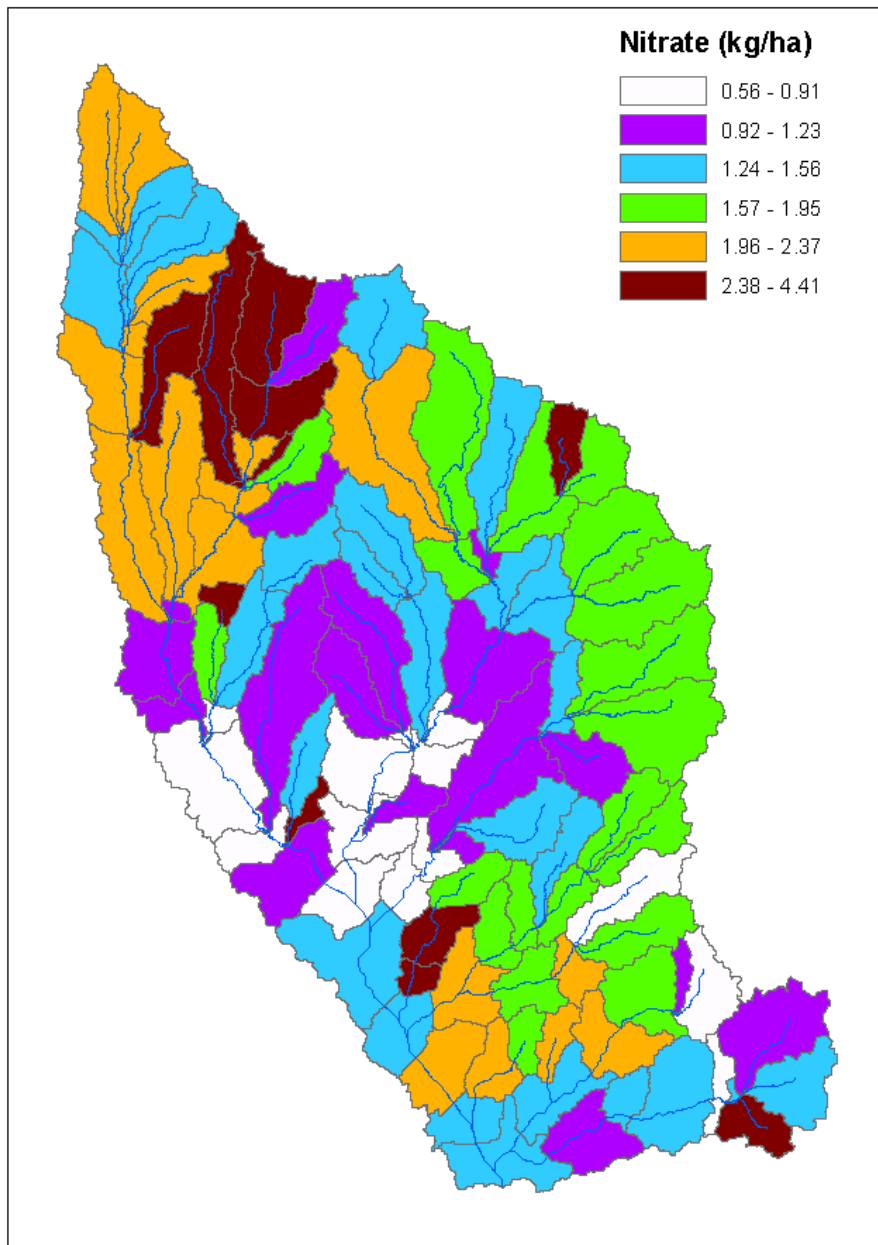 Nitrate (kg/ha)
0.56 - 0.91
0.92 - 1.23
1.24 - 1.56
1.57 - 1.95
1.96 - 2.37
2.38 - 4.41